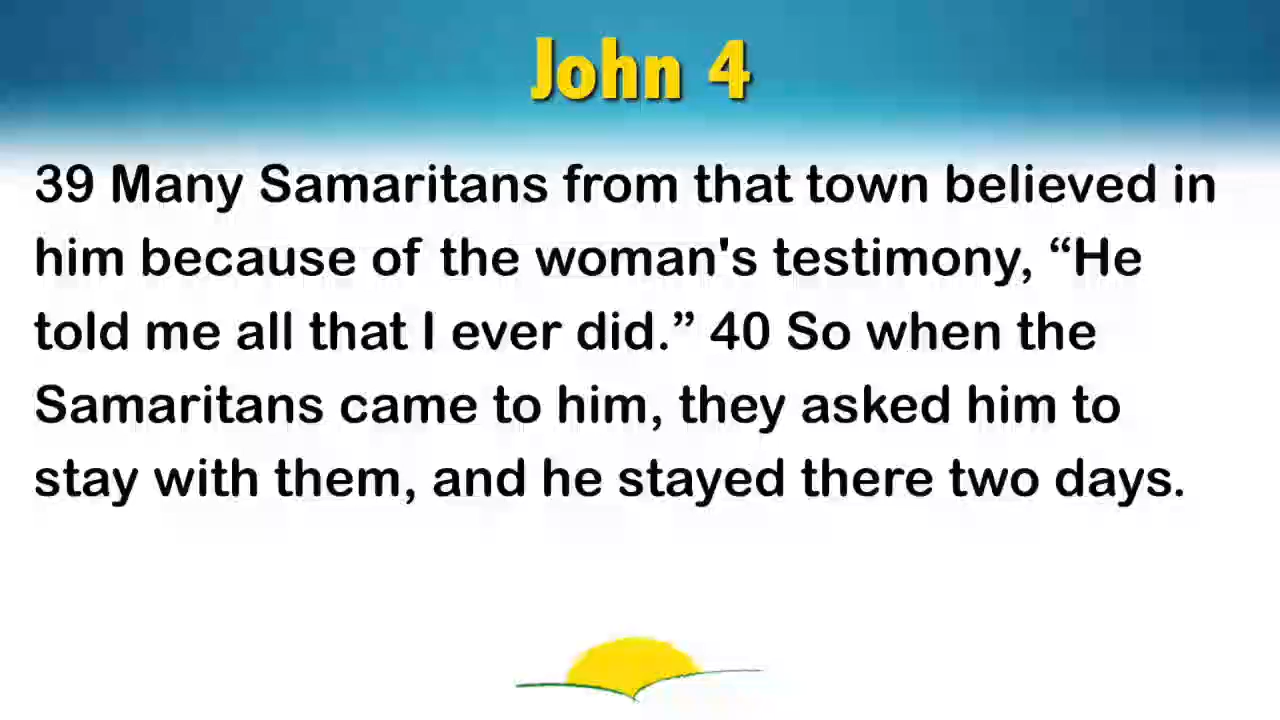 John 4
39 Many Samaritans from that town believed in
him because of the woman's testimony, “He
told me all that I ever did.” 40 So when the
Samaritans came to him, they asked him to
stay with them, and he stayed there two days.